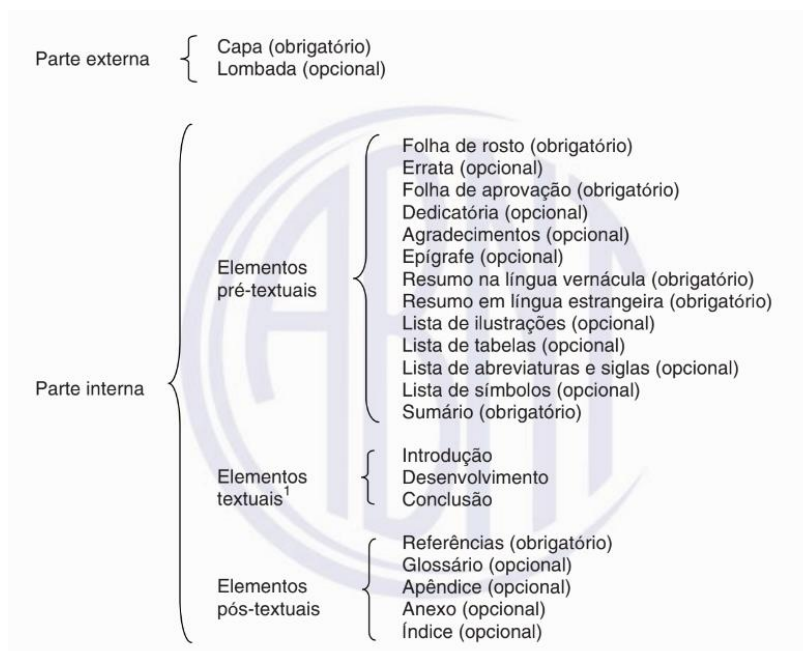 Parte externa
Capa (obrigatório)
Lombada (opcional)
Parte interna
Elementos
pré-textuais
Folha de rosto (obrigatório)
Errata (opcional)
Folha de aprovação (obrigatório)
Dedicatória (opcional)
Agradecimentos (opcional)
Epígrafe (opcional)
Resumo na língua vernácula (obrigatório)
Resumo em língua estrangeira (obrigatório)
Lista de ilustrações (opcional)
Lista de tabelas (opcional)
Lista de abreviaturas e siglas (opcional)
Lista de símbolos (opcional)
Sumário (obrigatório)
Elementos
textuais¹
Introdução
Desenvolvimento
Conclusão
Elementos
pós-textuais
Referências (obrigatório)
Glossário (opcional)
Apêndice (opcional)
Anexo (opcional)
Índice (opcional)
ABNT